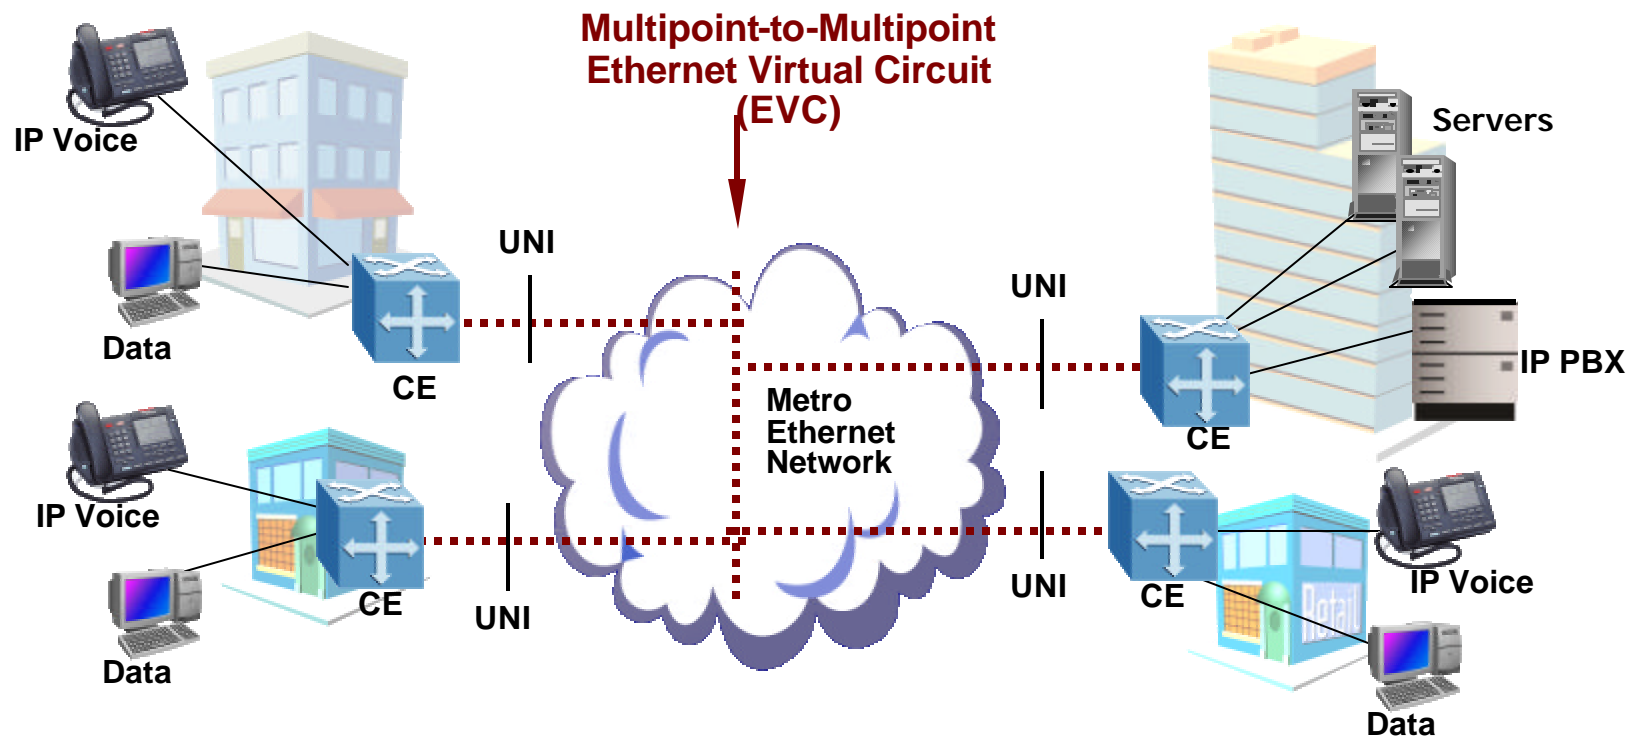 Multipoint-to-Multipoint
Ethernet Virtual Circuit
(EVC)
IP Voice
Servers
UNI
UNI
Data
CE
IP PBX
Metro
Ethernet
Network
CE
IP Voice
CE
UNI
UNI
CE
IP Voice
Retail
Data
Data